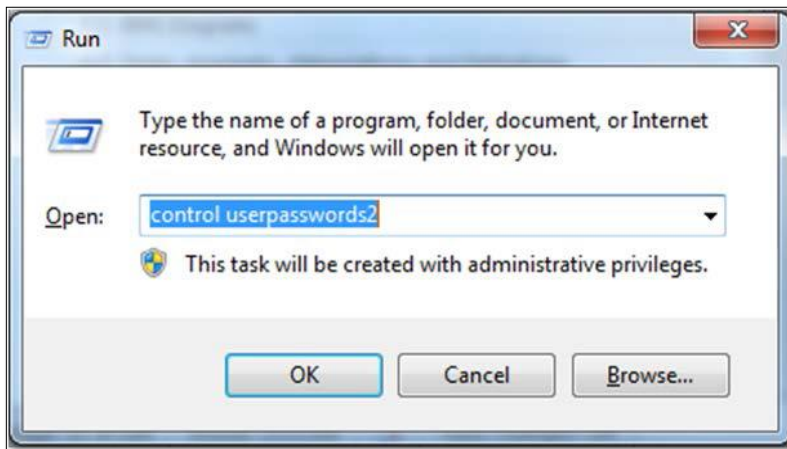 Run
Type the name of a program, folder, document, or Internet
resource, and Windows will open it for you.
Open:
control userpasswords2
This task will be created with administrative privileges.
OK
Cancel
Browse...